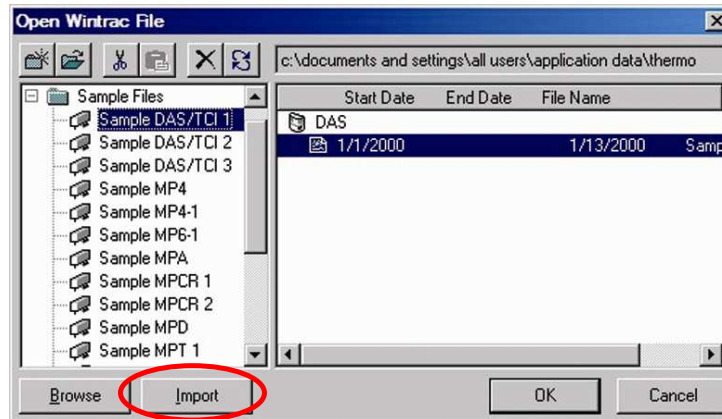 Open Wintrac File
c:\documents and settings\all users\application data\thermo
Sample Files
Sample DAS/TCI 1
Sample DAS/TCI 2
Sample DAS/TCI 3
Sample MP4
Sample MP4-1
Sample MP6-1
Sample MPA
Sample MPCR 1
Sample MPCR 2
Sample MPD
Sample MPT 1
Start Date End Date File Name
DAS
1/1/2000 1/13/2000 Samp
Browse Import OK Cancel